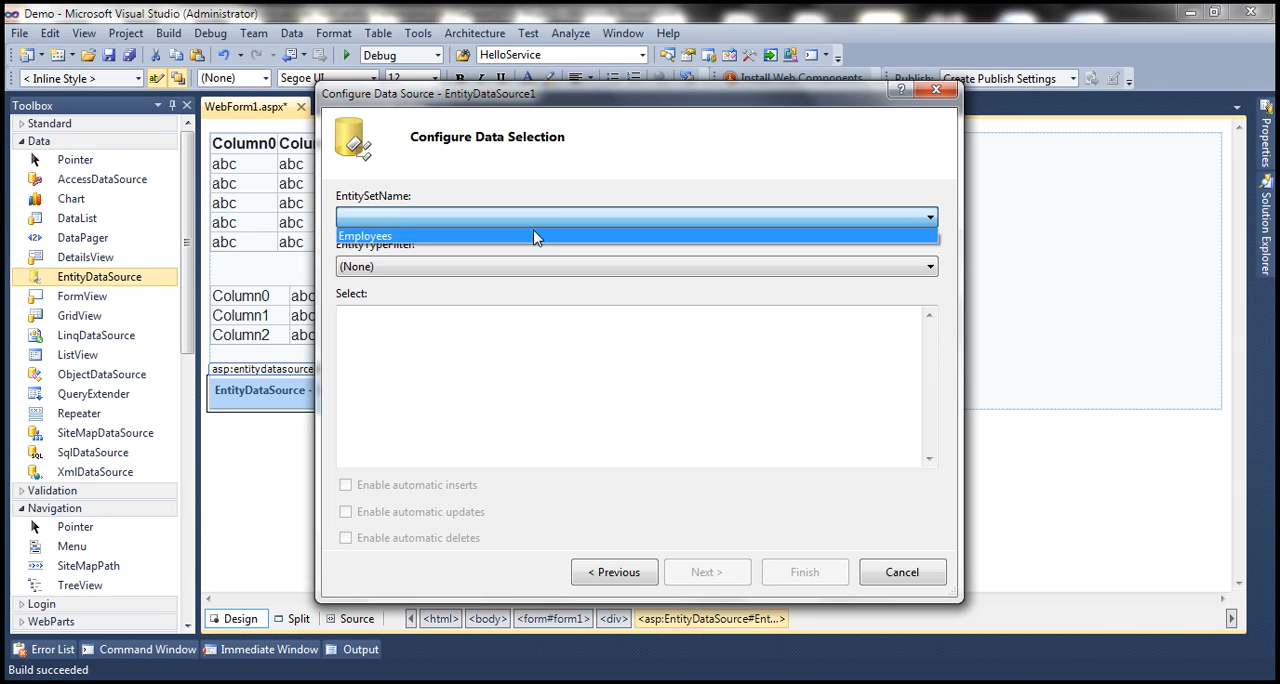 Demo - Microsoft Visual Studio (Administrator)
File Edit View Project Build Debug Team Data Format Table Tools Architecture Test Analyze Window Help
Debug HelloService
< Inline Style > (None) Segoe UI 12 B I U A Install Web Components Publish: Create Publish Settings
Toolbox
Standard
Data
Pointer
AccessDataSource
Chart
DataList
DataPager
DetailsView
EntityDataSource
FormView
GridView
LinqDataSource
ListView
ObjectDataSource
QueryExtender
Repeater
SiteMapDataSource
SqlDataSource
XmlDataSource
Validation
Navigation
Pointer
Menu
SiteMapPath
TreeView
Login
WebParts
WebForm1.aspx*
Column0 Colu
abc abc
abc abc
abc abc
abc abc
abc abc
Column0 abc
Column1 abc
Column2 abc
asp:entitydatasource
EntityDataSource -
Configure Data Source - EntityDataSource1
Configure Data Selection
EntitySetName:
Employees
EntityTypeFilter:
(None)
Select:
Enable automatic inserts
Enable automatic updates
Enable automatic deletes
< Previous Next > Finish Cancel
Design Split Source <html> <body> <form#form1> <div> <asp:EntityDataSource#Ent...>
Properties
Solution Explorer
Error List Command Window Immediate Window Output
Build succeeded